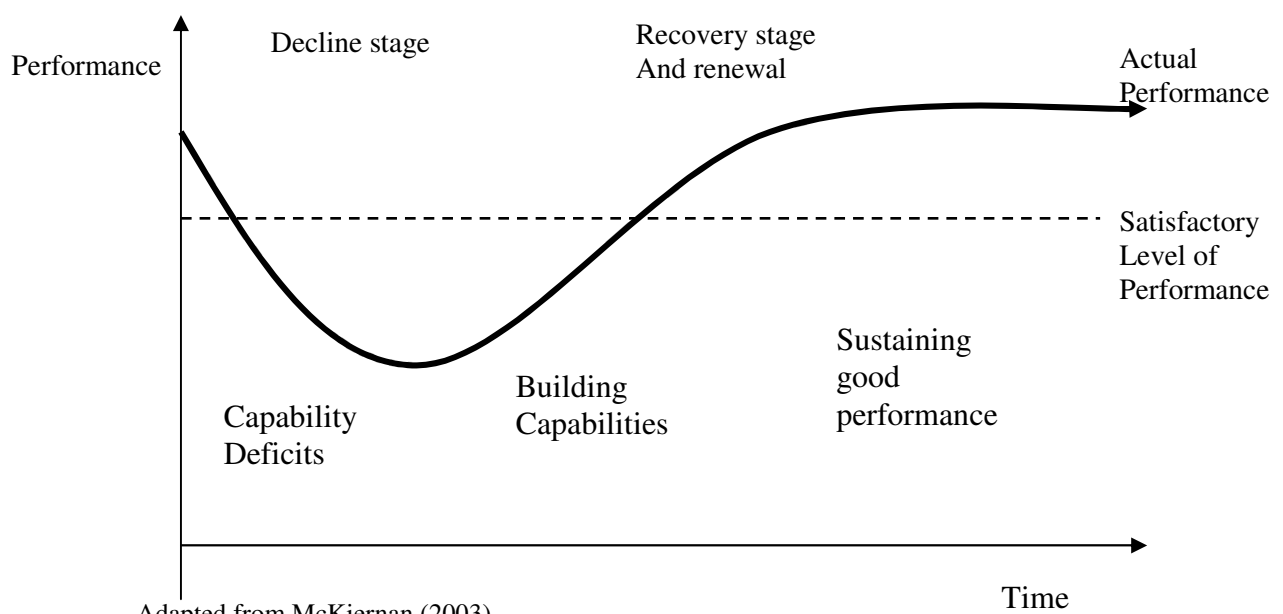 Decline stage
Recovery stage
And renewal
Performance
Actual
Performance
Satisfactory
Level of
Performance
Sustaining
good
performance
Building
Capabilities
Capability
Deficits
Time
Adapted from McKiernan (2003)